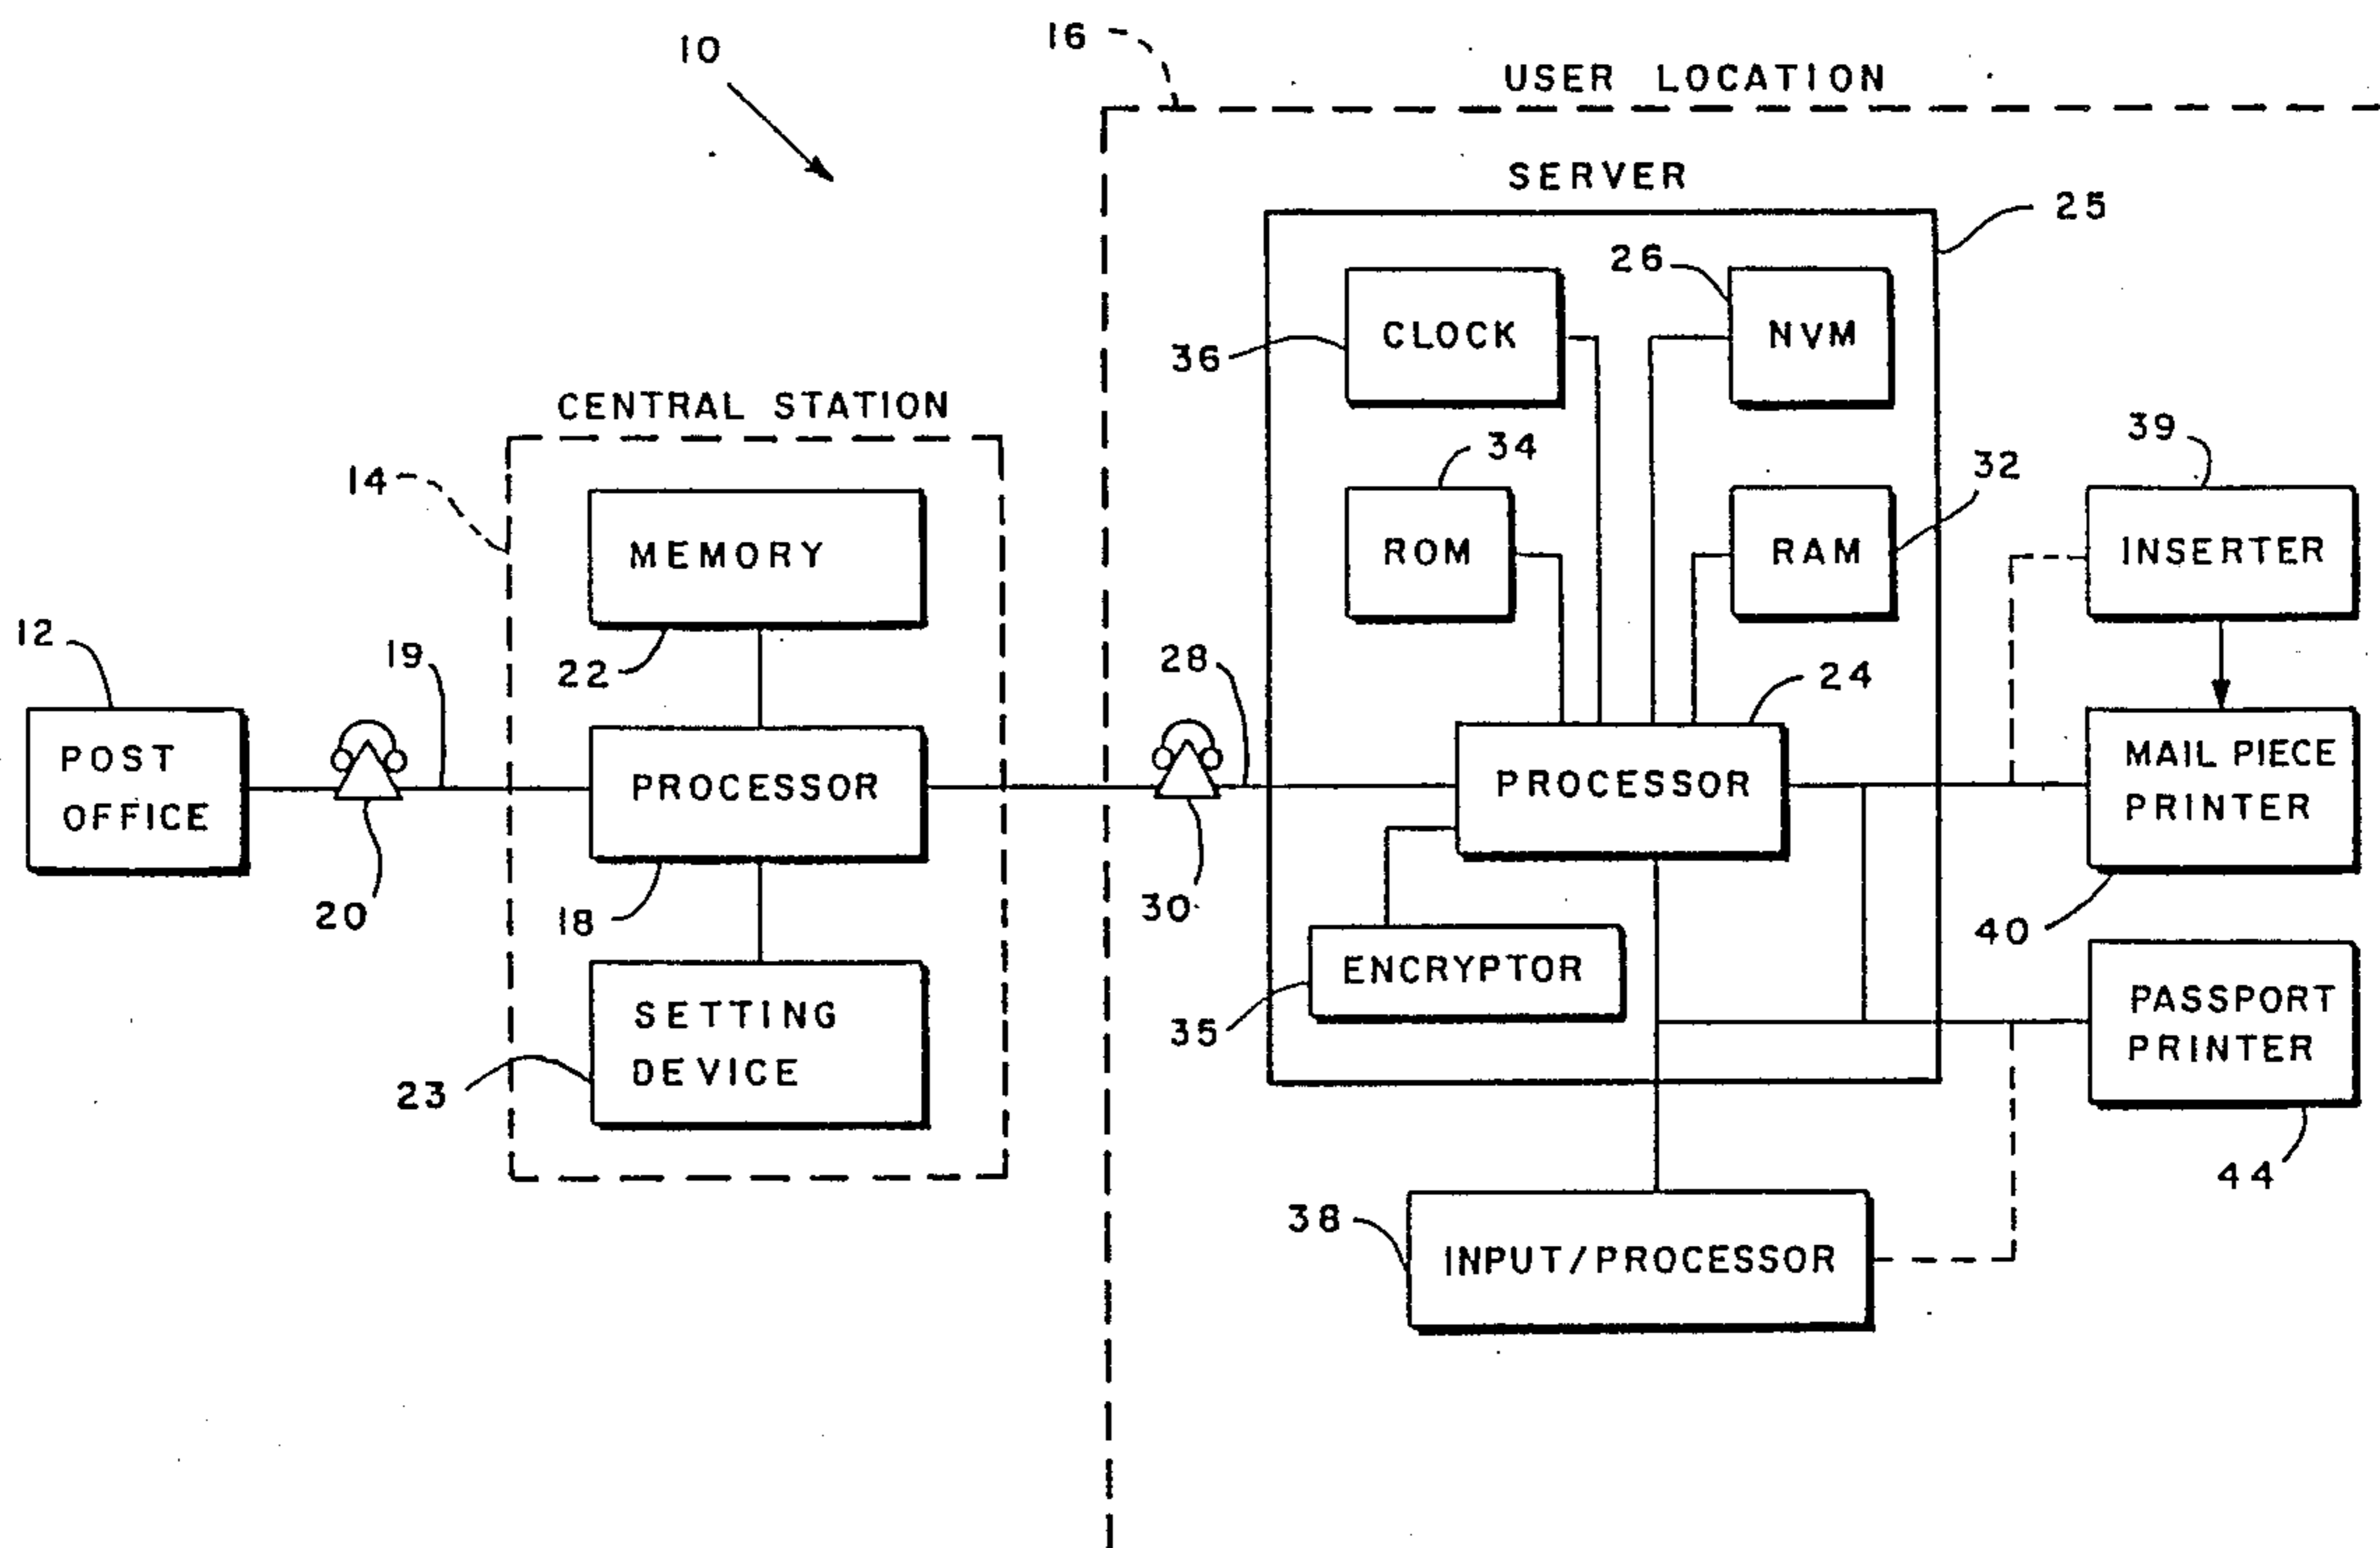 10
16
USER LOCATION
SERVER
25
26
36
CLOCK
NVM
CENTRAL STATION
14
34
39
32
MEMORY
ROM
RAM
INSERTER
12
19
22
28
24
POST
OFFICE
PROCESSOR
PROCESSOR
MAIL PIECE
PRINTER
20
18
30
40
ENCRYPTOR
35
SETTING
DEVICE
23
PASSPORT
PRINTER
44
38
INPUT/PROCESSOR